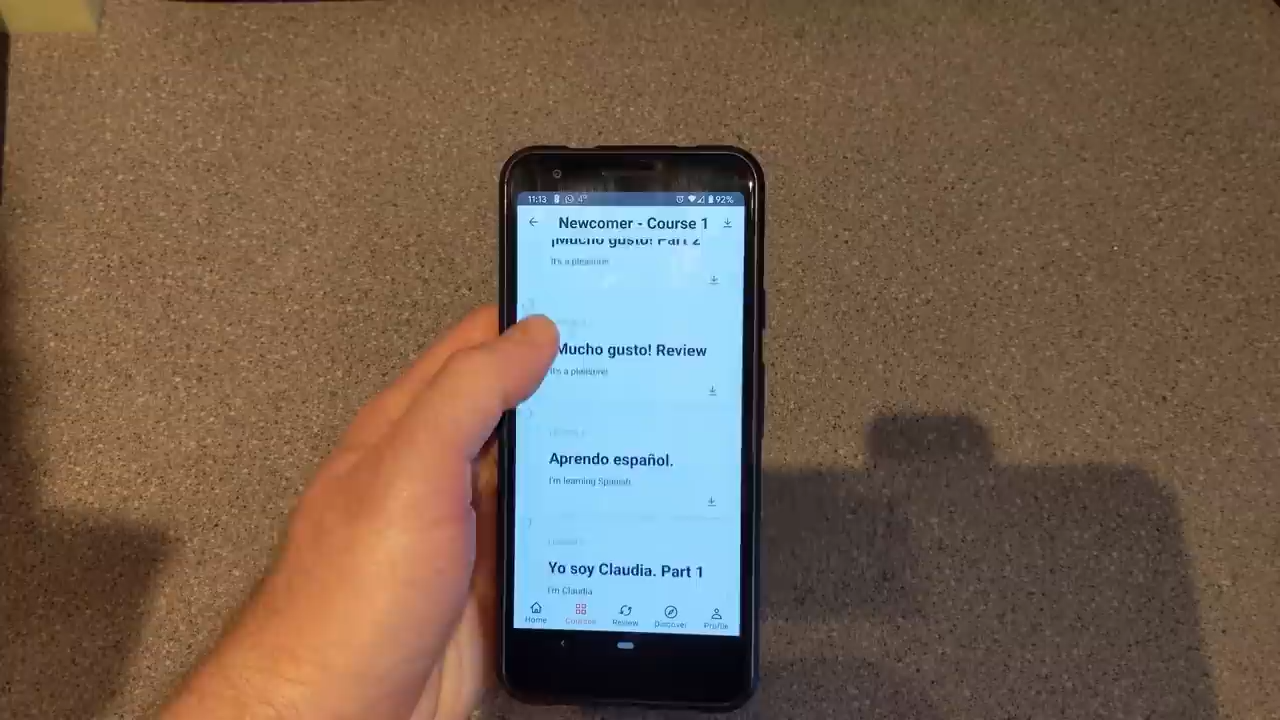 11:13 4° 92%
Newcomer - Course 1
¡Mucho gusto! Part 2
It's a pleasure!
Mucho gusto! Review
It's a pleasure!
Aprendo español.
I'm learning Spanish.
Yo soy Claudia. Part 1
I'm Claudia
Home Courses Review Discover Profile